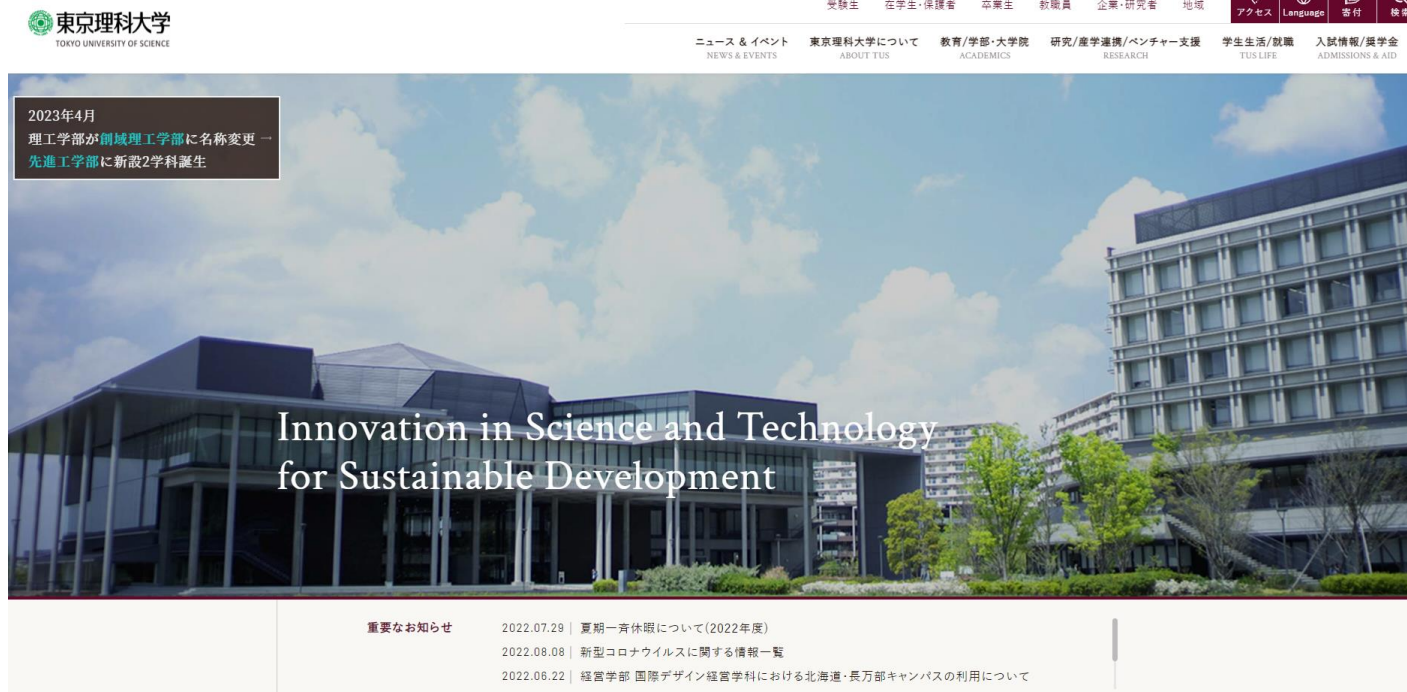 東京理科大学
TOKYO UNIVERSITY OF SCIENCE
受験生 在学生・保護者 卒業生 教職員 企業・研究者 地域
アクセス Language 寄付 検索
ニュース & イベント 東京理科大学について 教育/学部・大学院 研究/産学連携/ベンチャー支援 学生生活/就職 入試情報/奨学金
NEWS & EVENTS ABOUT TUS ACADEMICS RESEARCH TUS LIFE ADMISSIONS & AID
2023年4月
理工学部が創域理工学部に名称変更 →
先進工学部に新設2学科誕生
Innovation in Science and Technology
for Sustainable Development
重要なお知らせ
2022.07.29 | 夏期一斉休暇について(2022年度)
2022.08.08 | 新型コロナウイルスに関する情報一覧
2022.06.22 | 経営学部 国際デザイン経営学科における北海道・長万部キャンパスの利用について